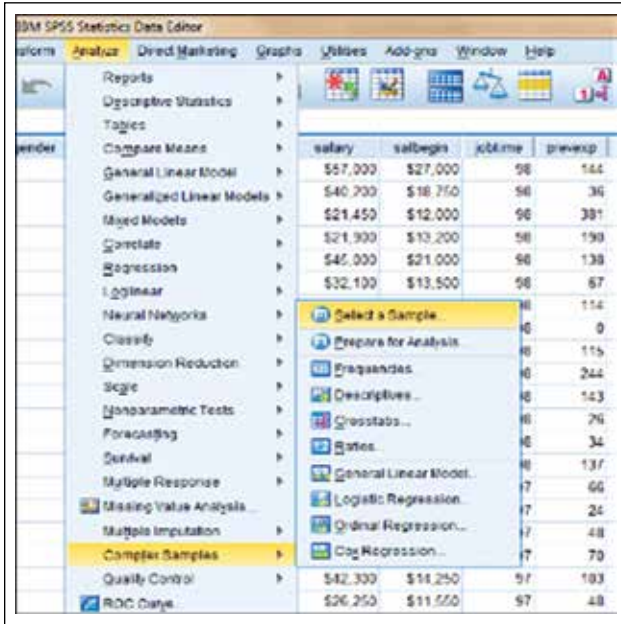 IBM SPSS Statistics Data Editor
Analyze Direct Marketing Graphs Utilities Add-ons Window Help
Reports
Descriptive Statistics
Tables
Compare Means
General Linear Model
Generalized Linear Models
Mixed Models
Correlate
Regression
Loglinear
Neural Networks
Classify
Dimension Reduction
Scale
Nonparametric Tests
Forecasting
Survival
Multiple Response
Missing Value Analysis...
Multiple Imputation
Complex Samples
Quality Control
ROC Curve...
Select a Sample...
Prepare for Analysis...
Frequencies...
Descriptives...
Crosstabs...
Ratios...
General Linear Model...
Logistic Regression...
Ordinal Regression...
Cox Regression...
gender salary salbegin jobtime prevexp
$57,000 $27,000 98 144
$40,200 $18,750 98 36
$21,450 $12,000 98 381
$21,900 $13,200 98 190
$45,000 $21,000 98 138
$32,100 $13,500 98 67
114
0
115
244
143
26
34
137
66
24
48
70
$42,300 $14,250 97 103
$26,250 $11,550 97 48